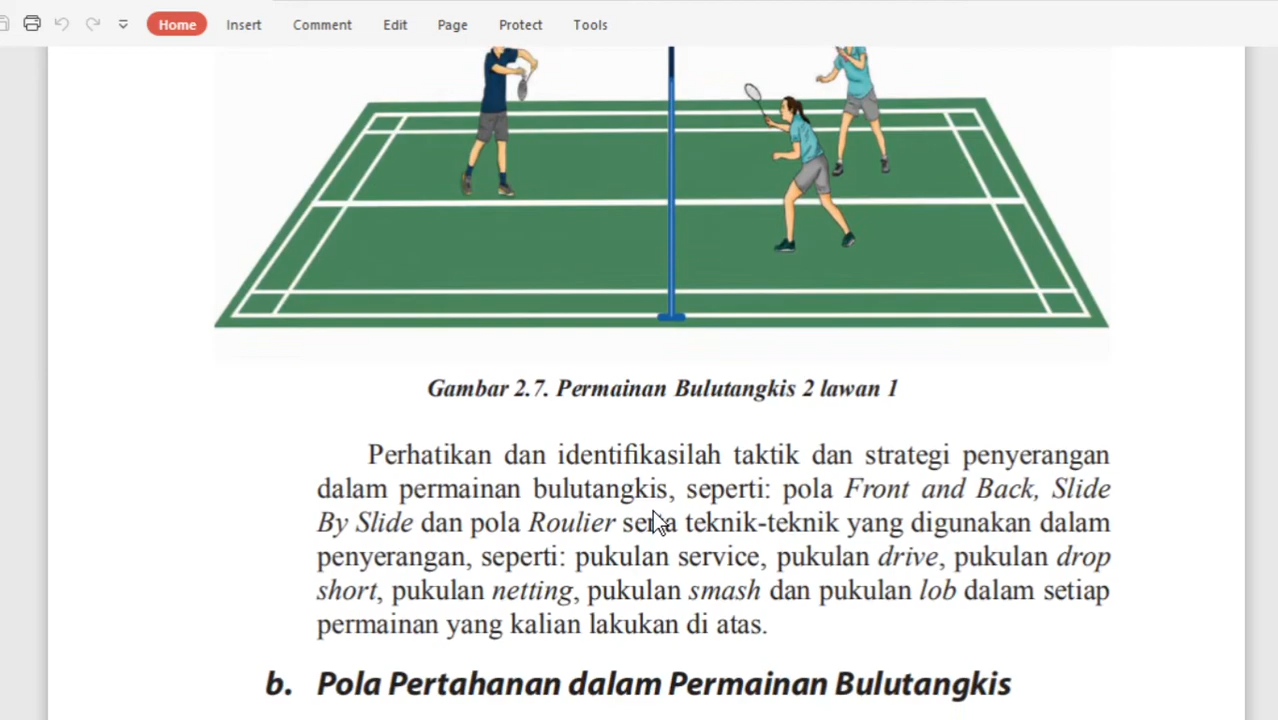 Home Insert Comment Edit Page Protect Tools
Gambar 2.7. Permainan Bulutangkis 2 lawan 1
Perhatikan dan identifikasilah taktik dan strategi penyerangan
dalam permainan bulutangkis, seperti: pola Front and Back, Slide
By Slide dan pola Roulier serta teknik-teknik yang digunakan dalam
penyerangan, seperti: pukulan service, pukulan drive, pukulan drop
short, pukulan netting, pukulan smash dan pukulan lob dalam setiap
permainan yang kalian lakukan di atas.
b. Pola Pertahanan dalam Permainan Bulutangkis